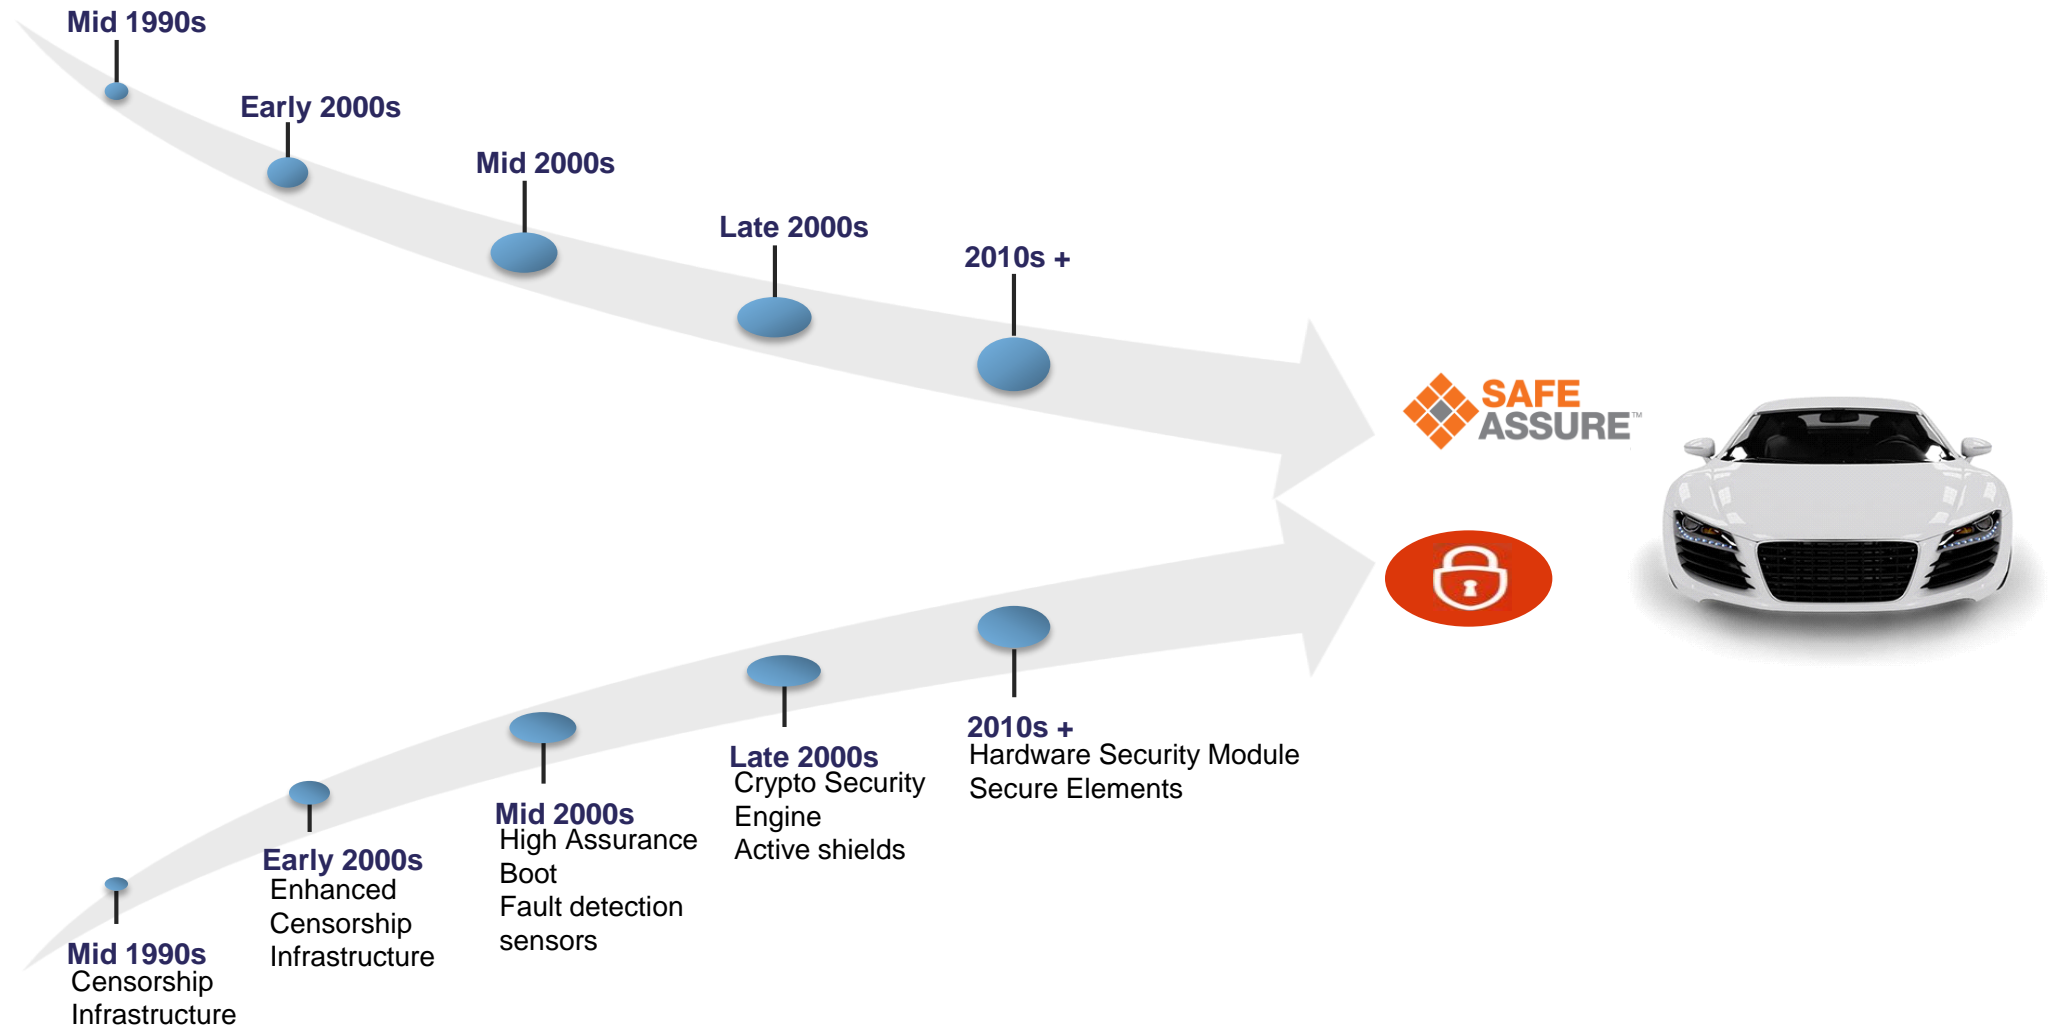 Mid 1990s
Early 2000s
Mid 2000s
Late 2000s
2010s +
SAFE
ASSURE™
2010s +
Hardware Security Module
Secure Elements
Late 2000s
Crypto Security
Engine
Active shields
Mid 2000s
High Assurance
Boot
Fault detection
sensors
Early 2000s
Enhanced
Censorship
Infrastructure
Mid 1990s
Censorship
Infrastructure